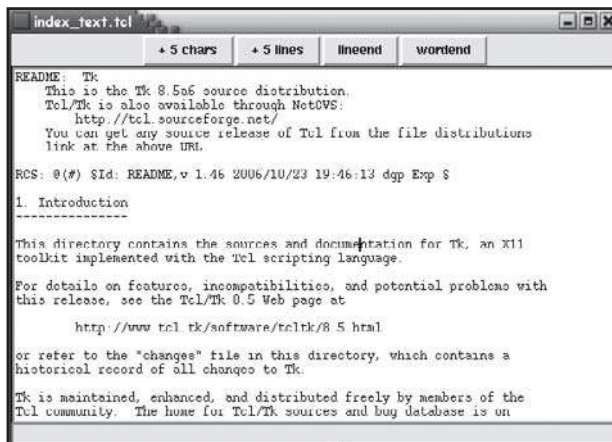 index_text.tcl
+ 5 chars
+ 5 lines
lineend
wordend
README: Tk
This is the Tk 8.5a6 source distribution.
Tcl/Tk is also available through NetCVS:
http://tcl.sourceforge.net/
You can get any source release of Tcl from the file distributions
link at the above URL.
RCS: @(#) $Id: README,v 1.46 2006/10/23 19:46:13 dgp Exp $
1. Introduction
---------------
This directory contains the sources and documentation for Tk, an X11
toolkit implemented with the Tcl scripting language.
For details on features, incompatibilities, and potential problems with
this release, see the Tcl/Tk 8.5 Web page at
http://www.tcl.tk/software/tcltk/8.5.html
or refer to the "changes" file in this directory, which contains a
historical record of all changes to Tk.
Tk is maintained, enhanced, and distributed freely by members of the
Tcl community. The home for Tcl/Tk sources and bug database is on